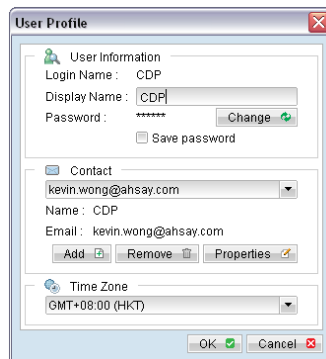 User Profile
User Information
Login Name : CDP
Display Name : CDP
Password : ****** Change
Save password
Contact
kevin.wong@ahsay.com
Name : CDP
Email : kevin.wong@ahsay.com
Add Remove Properties
Time Zone
GMT+08:00 (HKT)
OK Cancel